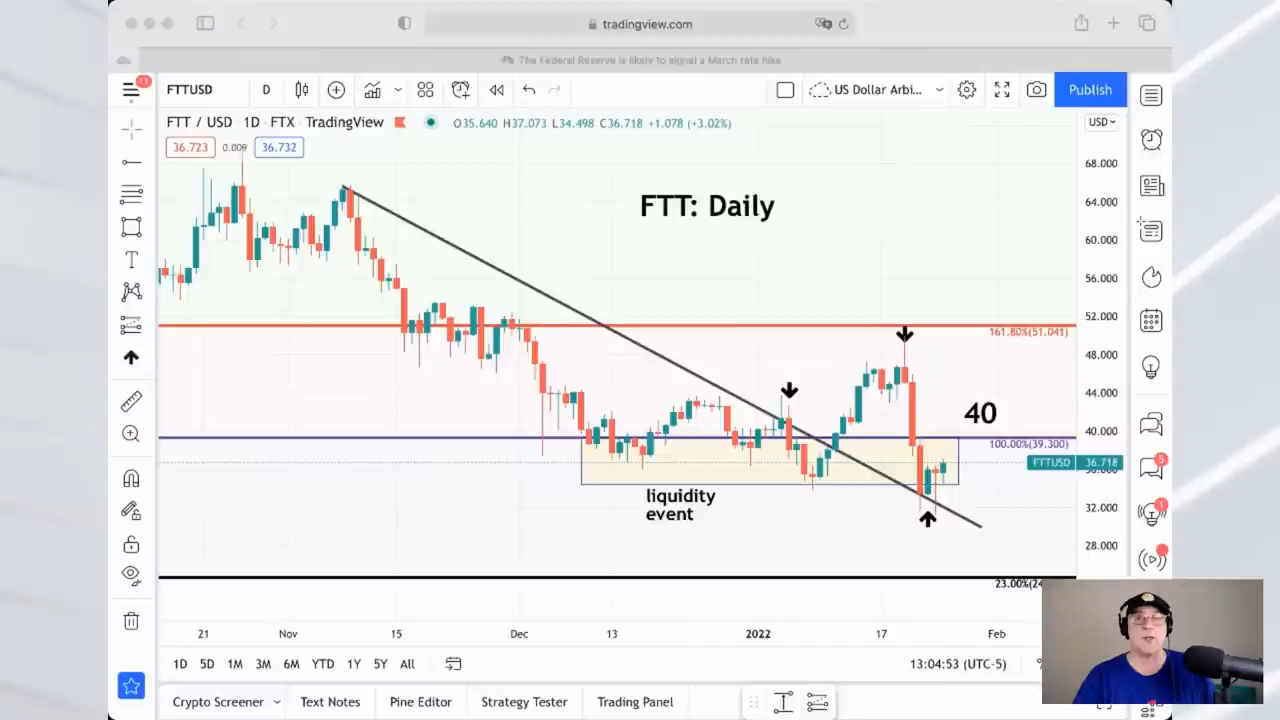 tradingview.com
The Federal Reserve is likely to signal a March rate hike
11
FTTUSD
D
US Dollar Arbi...
Publish
FTT / USD 1D FTX TradingView
O35.640 H37.073 L34.498 C36.718 +1.078 (+3.02%)
USD
36.723
0.009
36.732
68.000
64.000
FTT: Daily
60.000
56.000
52.000
161.80%(51.041)
48.000
44.000
40
40.000
100.00%(39.300)
FTTUSD
36.718
5
liquidity
event
32.000
1
28.000
23.00%(24
21
Nov
15
Dec
13
2022
17
Feb
1D
5D
1M
3M
6M
YTD
1Y
5Y
All
13:04:53 (UTC-5)
%
Crypto Screener
Text Notes
Pine Editor
Strategy Tester
Trading Panel